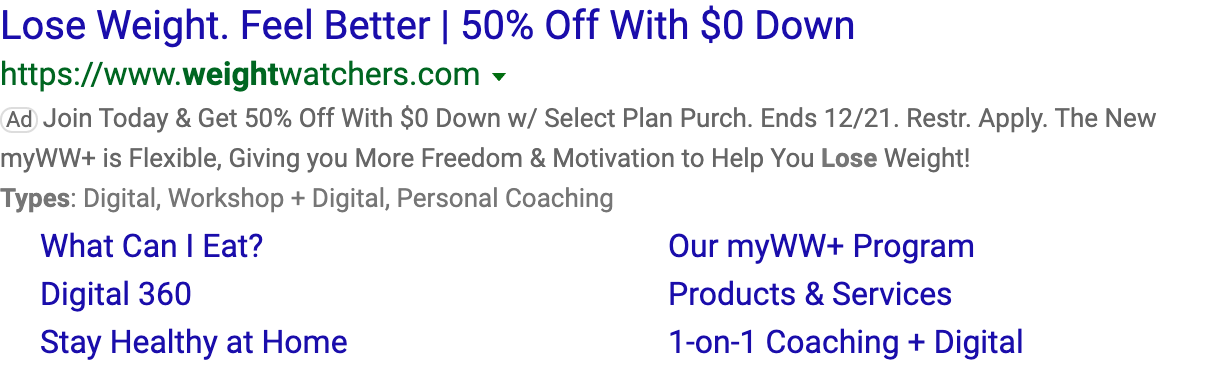 Lose Weight. Feel Better | 50% Off With $0 Down
https://www.weightwatchers.com
Ad Join Today & Get 50% Off With $0 Down w/ Select Plan Purch. Ends 12/21. Restr. Apply. The New
myWW+ is Flexible, Giving you More Freedom & Motivation to Help You Lose Weight!
Types: Digital, Workshop + Digital, Personal Coaching
What Can I Eat? Our myWW+ Program
Digital 360 Products & Services
Stay Healthy at Home 1-on-1 Coaching + Digital